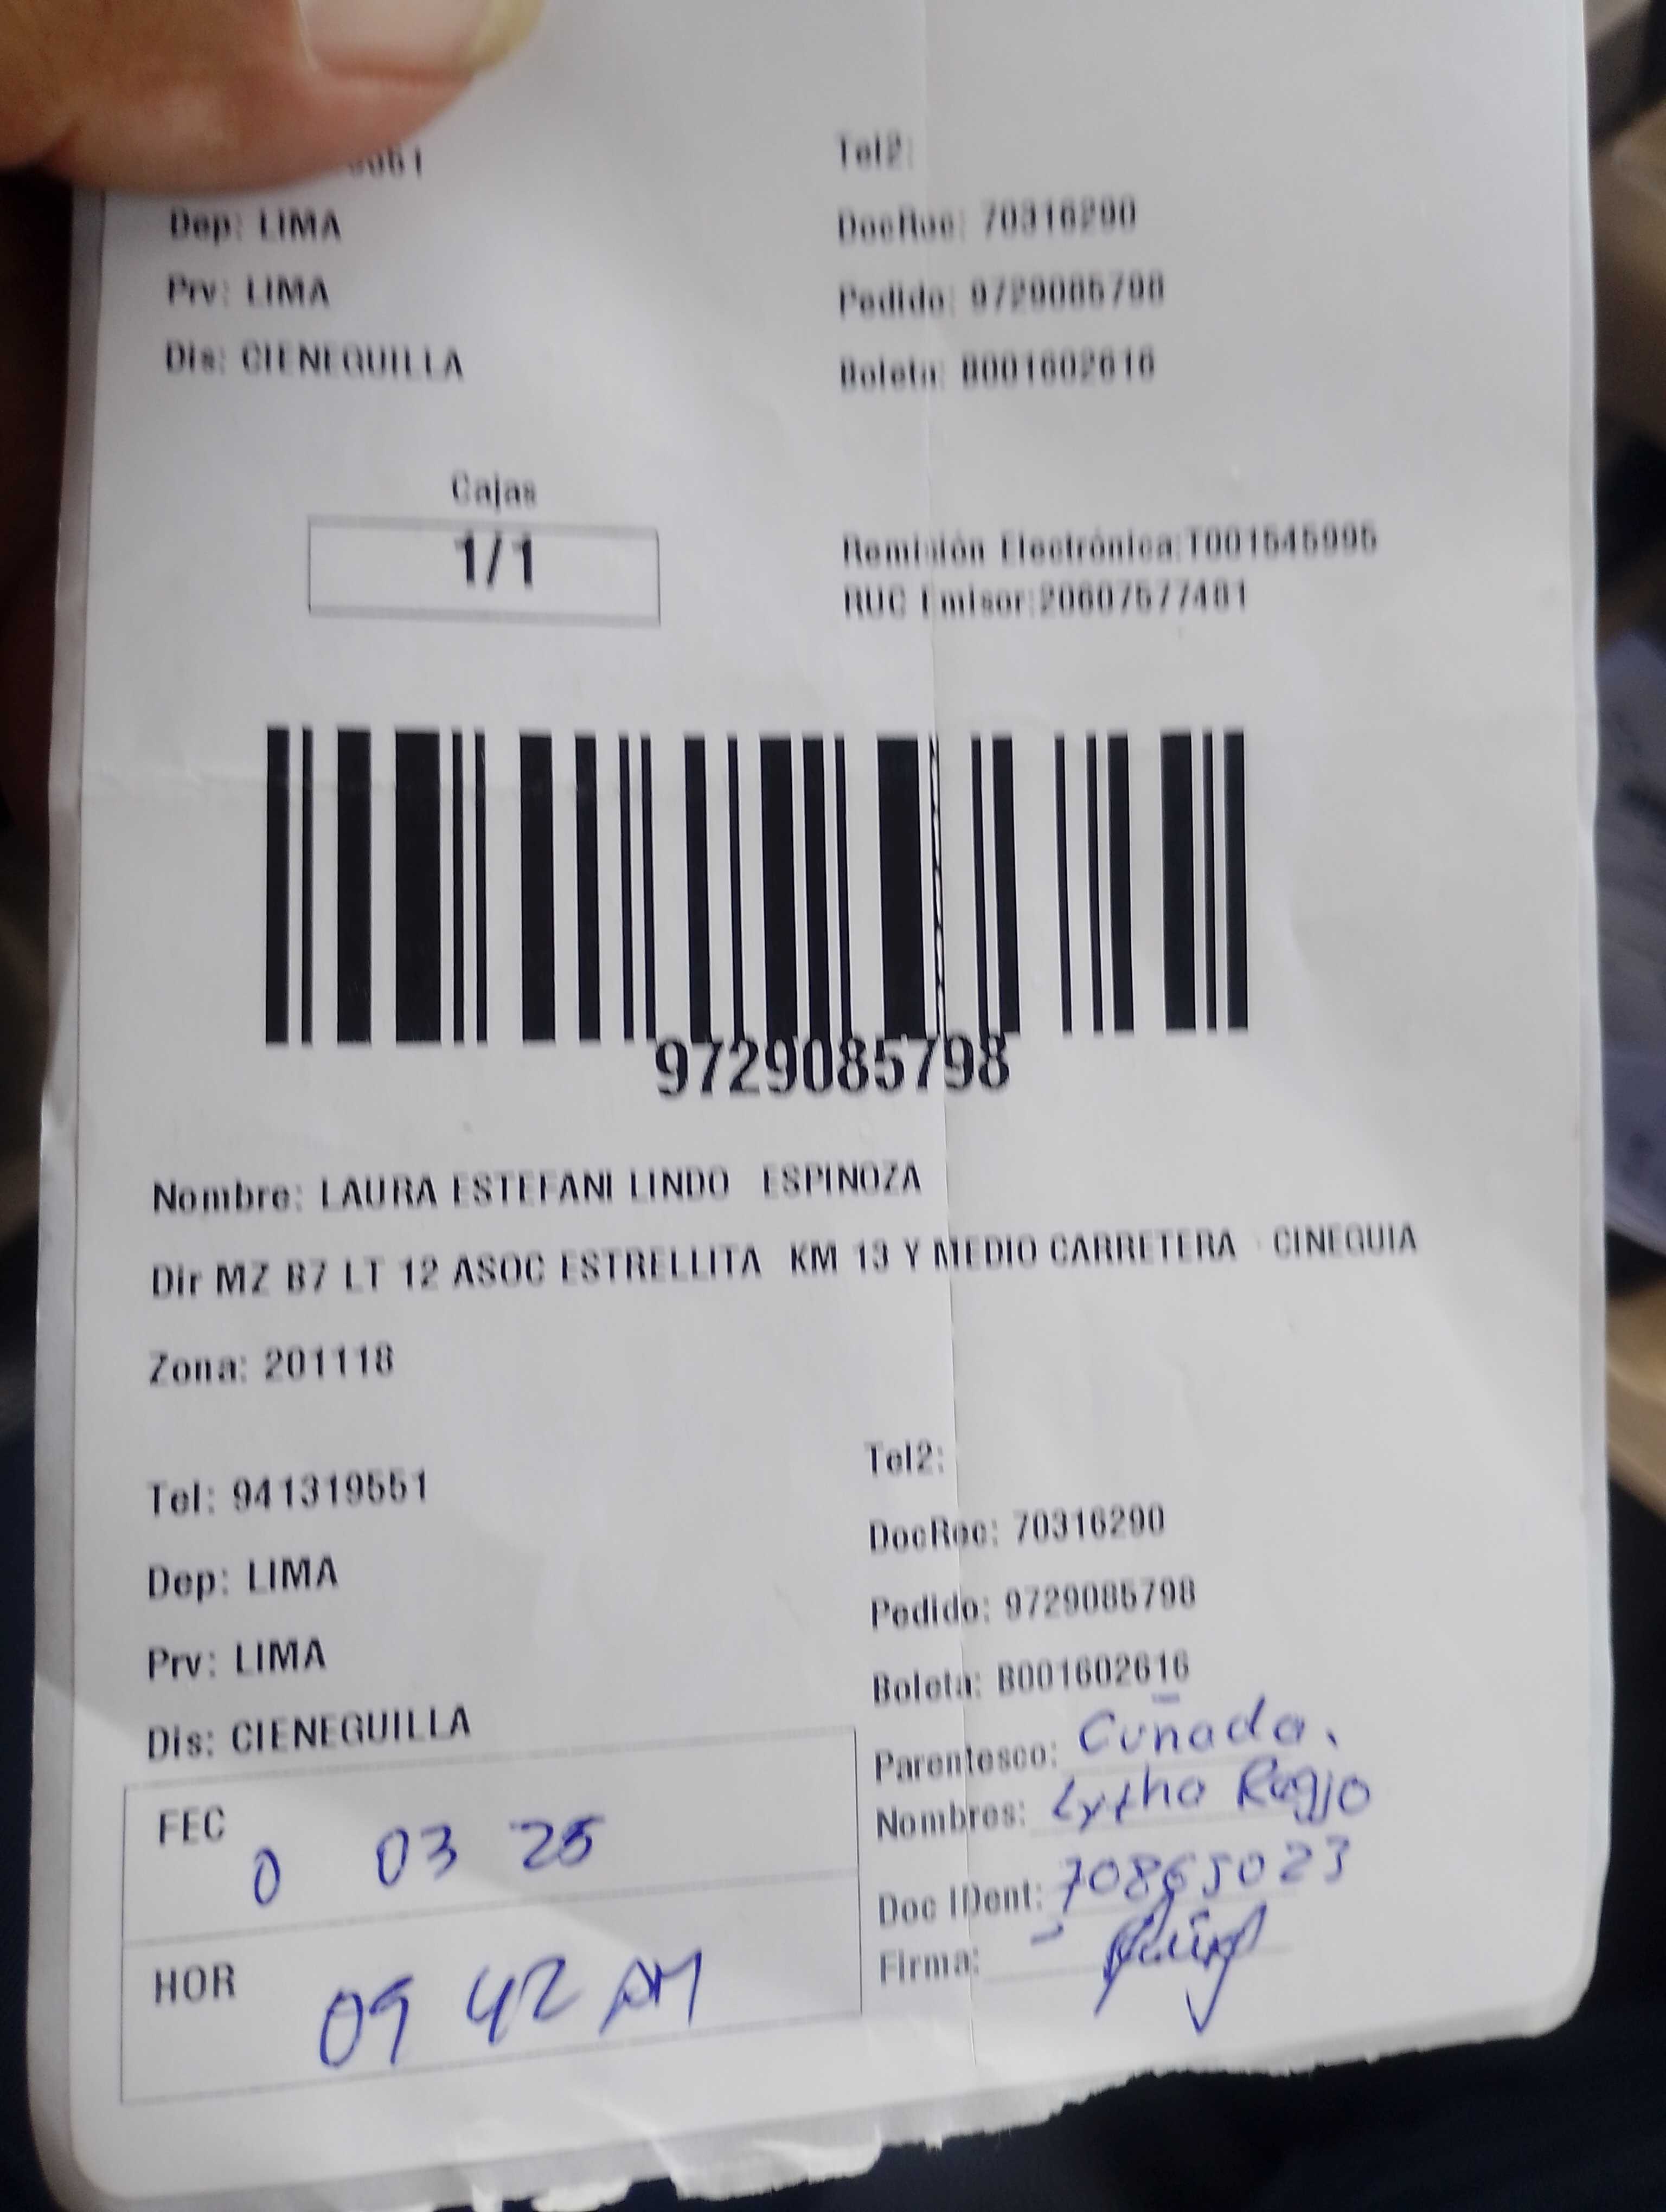 Tel2:
Dep: LIMA
DocRec: 70316290
Prv: LIMA
Pedido: 9729085798
Dis: CIENEGUILLA
Boleta: B001602616
Cajas
1/1
Remisión Electrónica:T001545995
RUC Emisor:20607577481
9729085798
Nombre: LAURA ESTEFANI LINDO ESPINOZA
Dir MZ B7 LT 12 ASOC ESTRELLITA KM 13 Y MEDIO CARRETERA CINEGUIA
Zona: 201118
Tel: 941319551
Dep: LIMA
Prv: LIMA
Dis: CIENEGUILLA
Tel2:
DocRec: 70316290
Pedido: 9729085798
Boleta: B001602616
Parentesco: Cuñada.
Nombres: Lytha
Doc IDent: 70865023
Firma:
FEC 0 03 25
HOR 09 42 AM